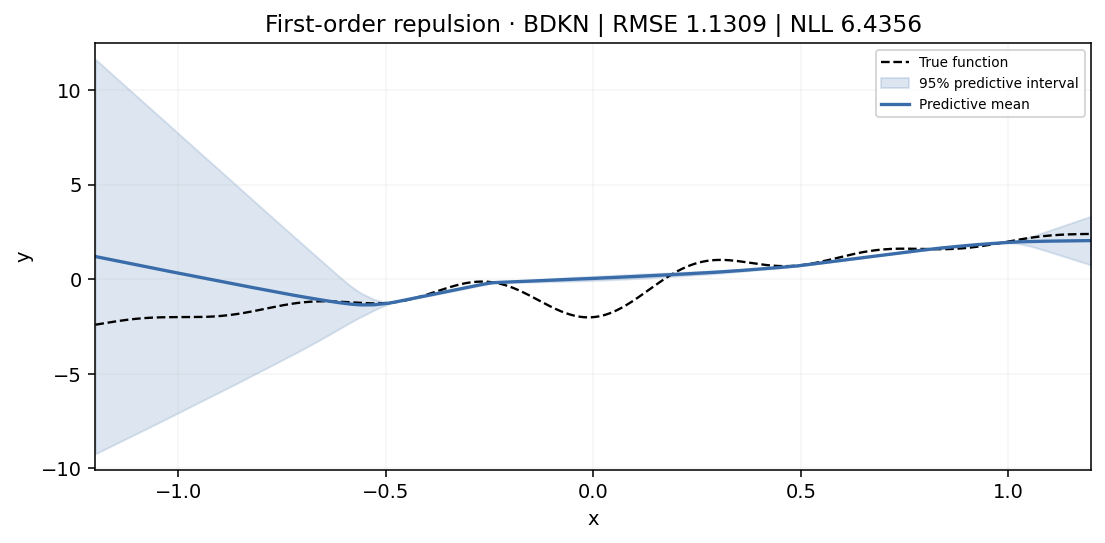 First-order repulsion · BDKN | RMSE 1.1309 | NLL 6.4356
True function
95% predictive interval
Predictive mean
10
5
0
−5
−10
y
−1.0
−0.5
0.0
0.5
1.0
x